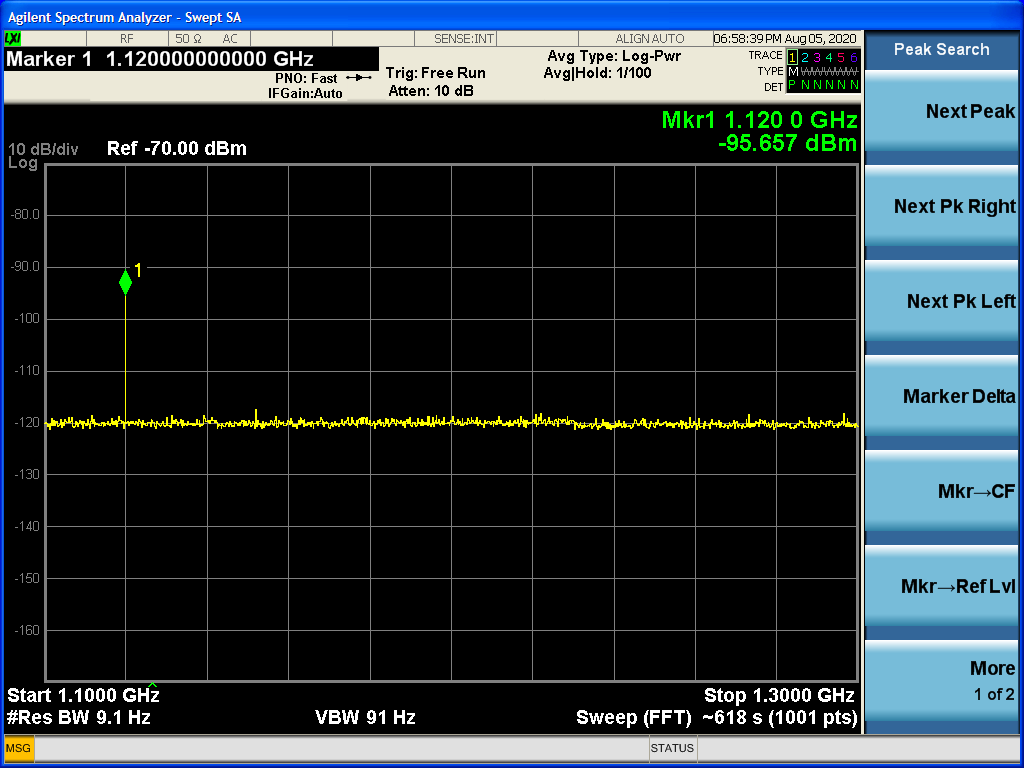 Agilent Spectrum Analyzer - Swept SA
LXI RF 50 Ω AC SENSE:INT ALIGN AUTO 06:58:39 PM Aug 05, 2020
Marker 1 1.120000000000 GHz
PNO: Fast
IFGain:Auto
Trig: Free Run
Atten: 10 dB
Avg Type: Log-Pwr
Avg|Hold: 1/100
TRACE 1 2 3 4 5 6
TYPE M W W W W W
DET P N N N N N
Mkr1 1.120 0 GHz
-95.657 dBm
10 dB/div
Log
Ref -70.00 dBm
-80.0
-90.0
1
-100
-110
-120
-130
-140
-150
-160
Start 1.1000 GHz
Stop 1.3000 GHz
#Res BW 9.1 Hz
VBW 91 Hz
Sweep (FFT) ~618 s (1001 pts)
MSG
STATUS
Peak Search
Next Peak
Next Pk Right
Next Pk Left
Marker Delta
Mkr→CF
Mkr→Ref Lvl
More
1 of 2